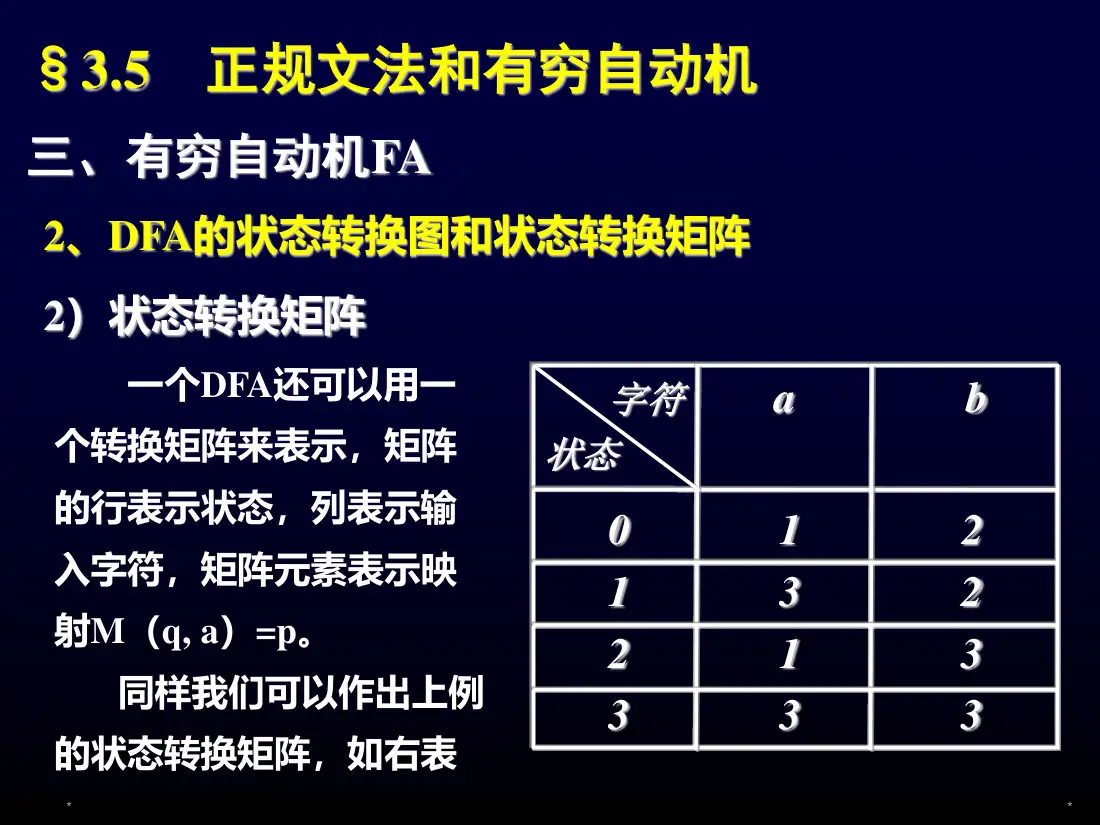 §3.5 正规文法和有穷自动机
三、有穷自动机FA
2、DFA的状态转换图和状态转换矩阵
2）状态转换矩阵
一个DFA还可以用一
个转换矩阵来表示，矩阵
的行表示状态，列表示输
入字符，矩阵元素表示映
射M（q, a）=p。
同样我们可以作出上例
的状态转换矩阵，如右表
字符 a b
状态
0 1 2
1 3 2
2 1 3
3 3 3
* *